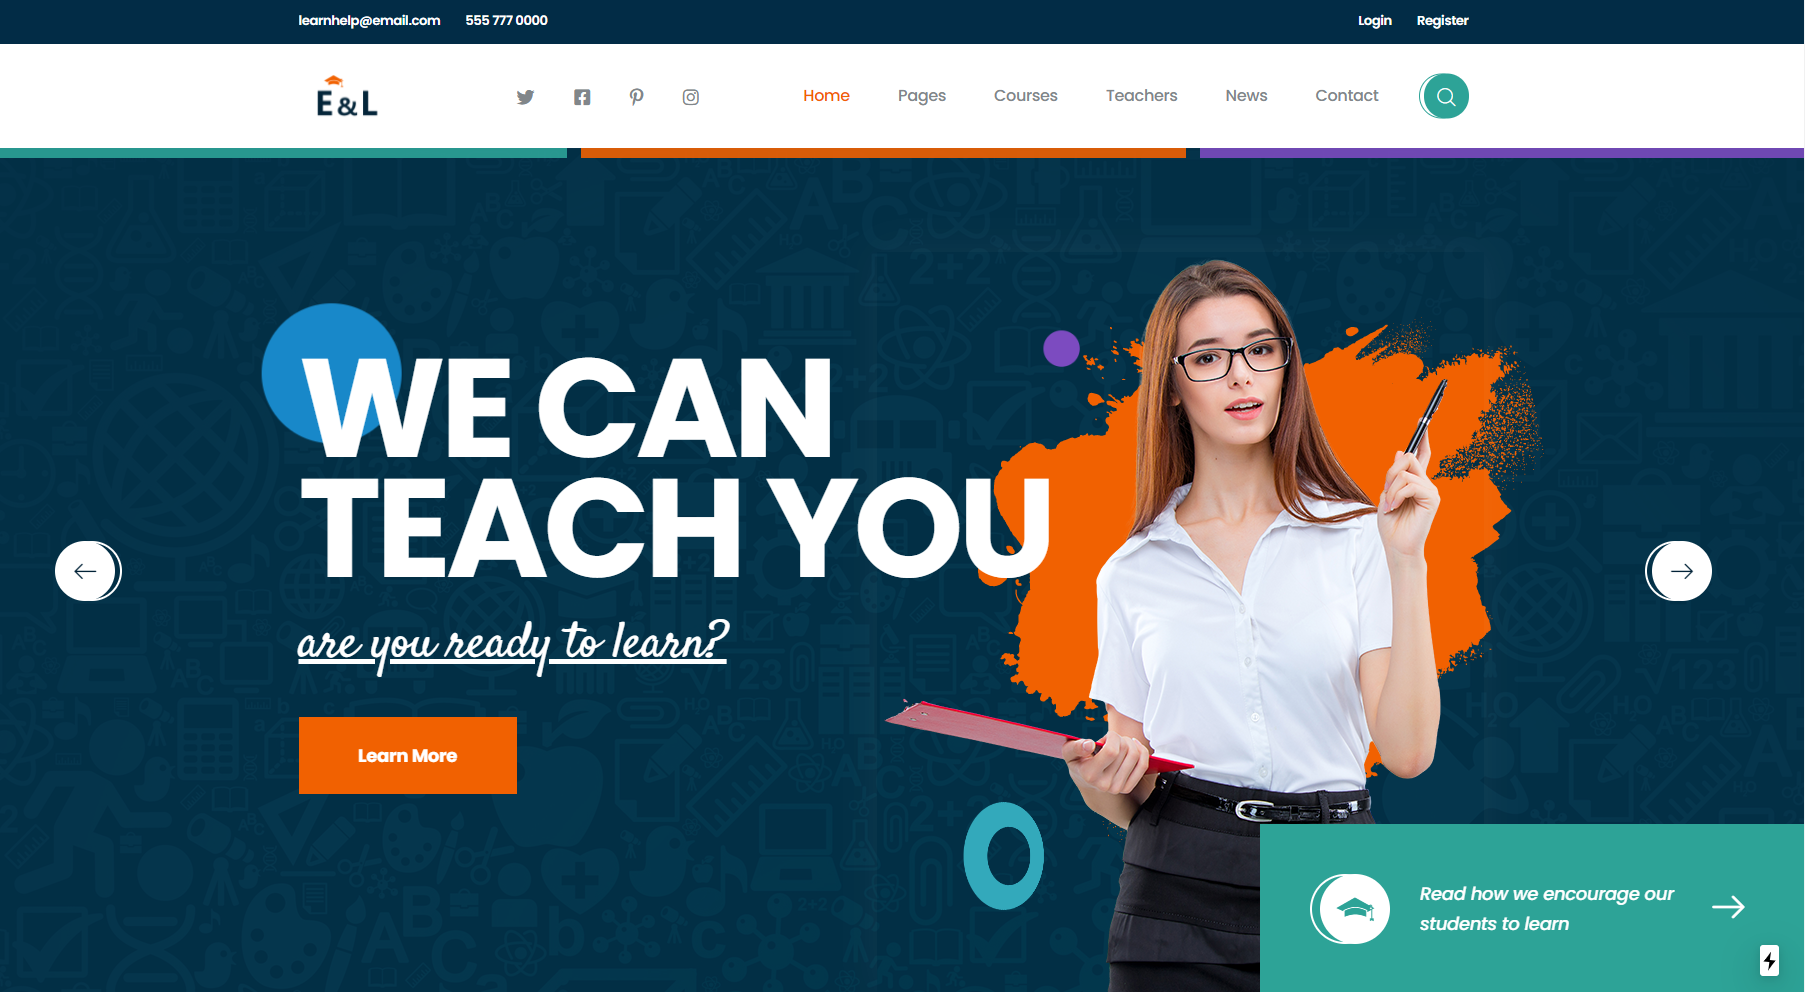 learnhelp@email.com 555 777 0000 Login Register
E & L Home Pages Courses Teachers News Contact
WE CAN
TEACH YOU
are you ready to learn?
Learn More
Read how we encourage our
students to learn